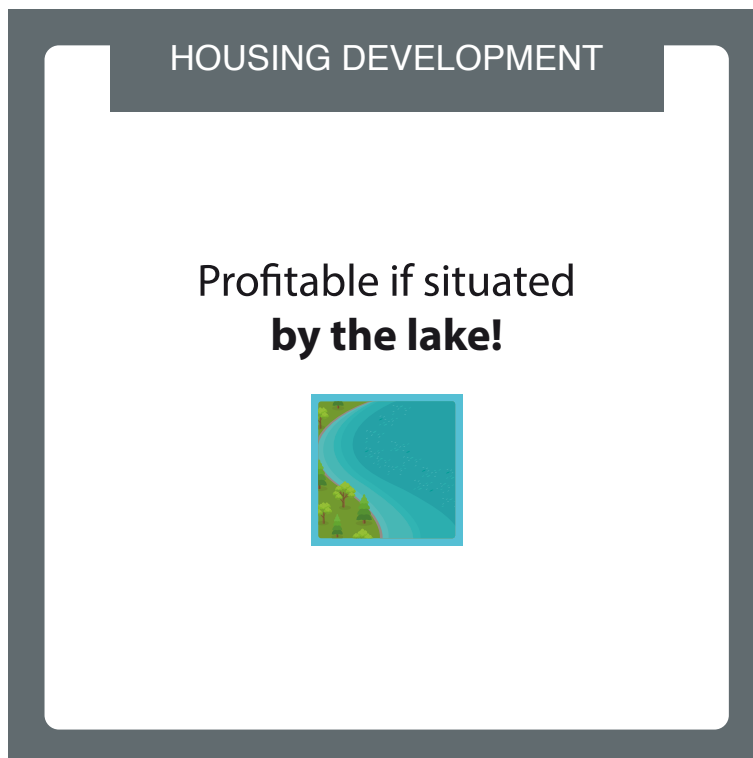 HOUSING DEVELOPMENT
Profitable if situated
by the lake!